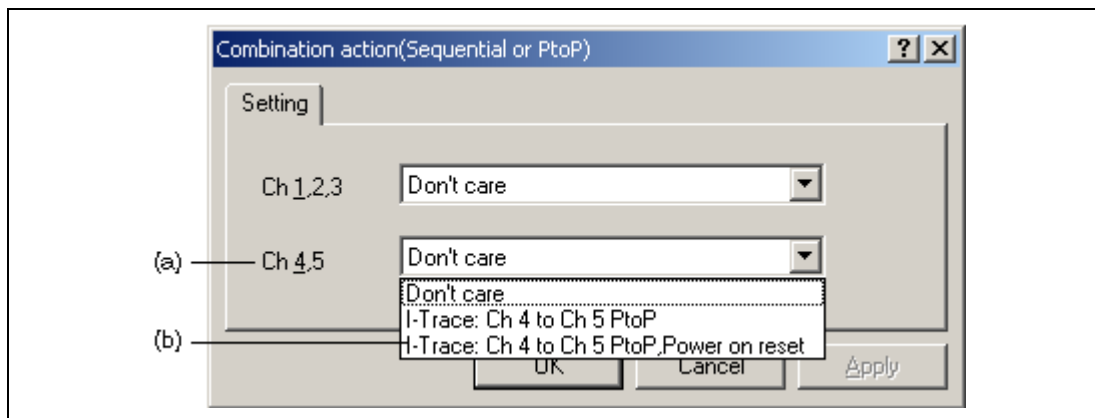 Combination action(Sequential or PtoP)
Setting
Ch 1,2,3
Don't care
(a)
Ch 4,5
Don't care
Don't care
I-Trace: Ch 4 to Ch 5 PtoP
(b)
I-Trace: Ch 4 to Ch 5 PtoP,Power on reset
OK
Cancel
Apply